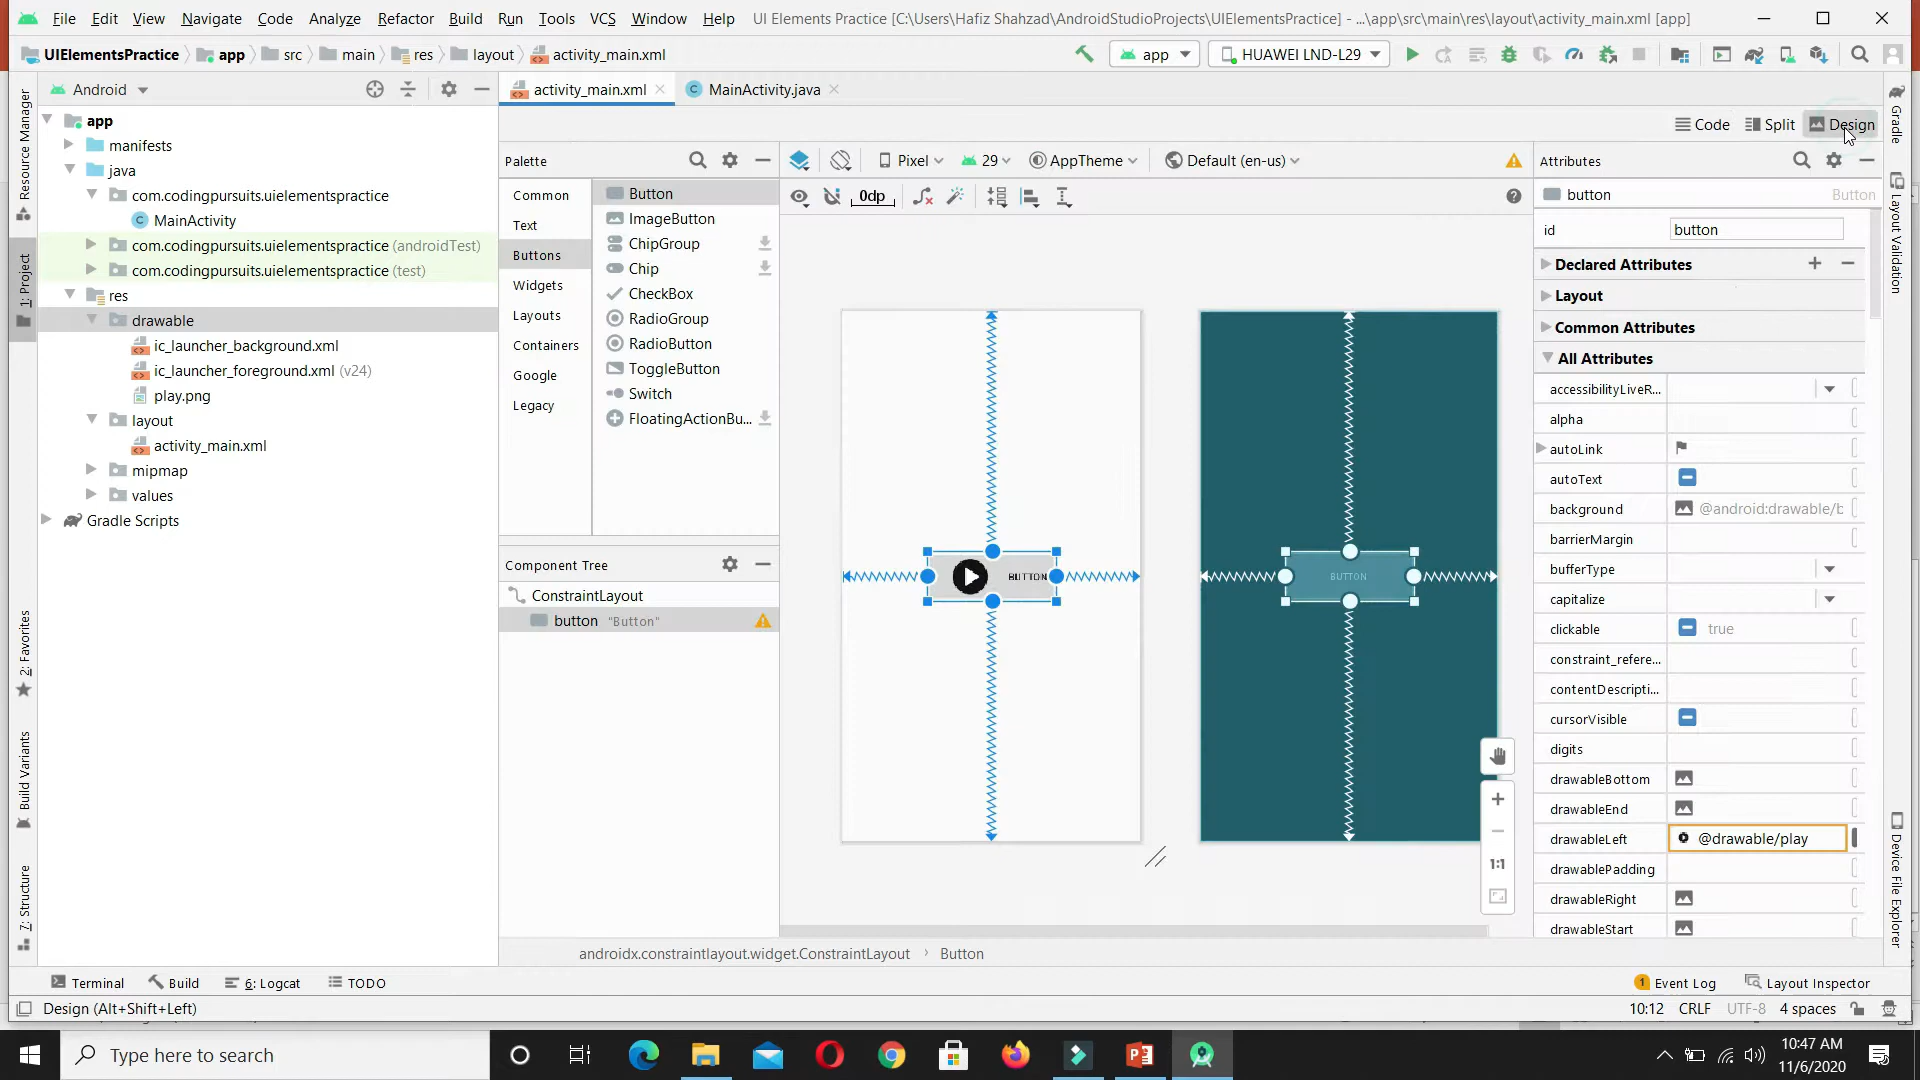 File Edit View Navigate Code Analyze Refactor Build Run Tools VCS Window Help UI Elements Practice [C:\Users\Hafiz Shahzad\AndroidStudioProjects\UIElementsPractice] - ...\app\src\main\res\layout\activity_main.xml [app]
UIElementsPractice app src main res layout activity_main.xml app HUAWEI LND-L29
Android
activity_main.xml MainActivity.java
Code Split Design
Resource Manager
1: Project
2: Favorites
Build Variants
7: Structure
app
manifests
java
com.codingpursuits.uielementspractice
MainActivity
com.codingpursuits.uielementspractice (androidTest)
com.codingpursuits.uielementspractice (test)
res
drawable
ic_launcher_background.xml
ic_launcher_foreground.xml (v24)
play.png
layout
activity_main.xml
mipmap
values
Gradle Scripts
Palette
Common
Text
Buttons
Widgets
Layouts
Containers
Google
Legacy
Button
ImageButton
ChipGroup
Chip
CheckBox
RadioGroup
RadioButton
ToggleButton
Switch
FloatingActionBu...
Component Tree
ConstraintLayout
button "Button"
Pixel 29 AppTheme Default (en-us)
0dp
BUTTON
BUTTON
1:1
Attributes
button Button
id button
Declared Attributes
Layout
Common Attributes
All Attributes
accessibilityLiveR...
alpha
autoLink
autoText
background @android:drawable/b
barrierMargin
bufferType
capitalize
clickable true
constraint_refere...
contentDescripti...
cursorVisible
digits
drawableBottom
drawableEnd
drawableLeft @drawable/play
drawablePadding
drawableRight
drawableStart
Gradle
Layout Validation
Device File Explorer
androidx.constraintlayout.widget.ConstraintLayout Button
Terminal Build 6: Logcat TODO 1 Event Log Layout Inspector
Design (Alt+Shift+Left) 10:12 CRLF UTF-8 4 spaces
Type here to search
10:47 AM
11/6/2020